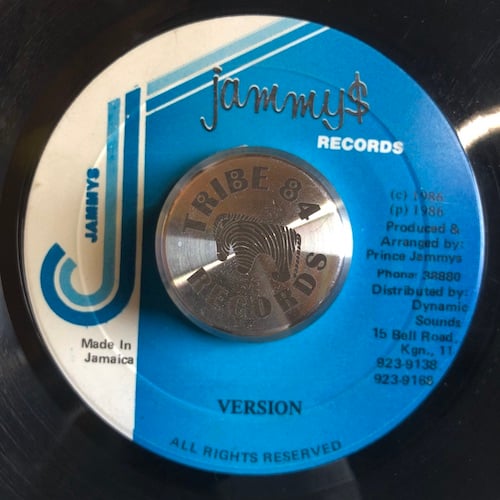 jammy$
RECORDS
JAMMYS
TRIBE 84
RECORDS
(c) 1986
(p) 1986
Produced &
Arranged by:
Prince Jammys
Phone: 38880
Distributed by:
Dynamic
Sounds
15 Bell Road.
Kgn., 11
923-9138
923-9168
Made In
Jamaica
VERSION
ALL RIGHTS RESERVED